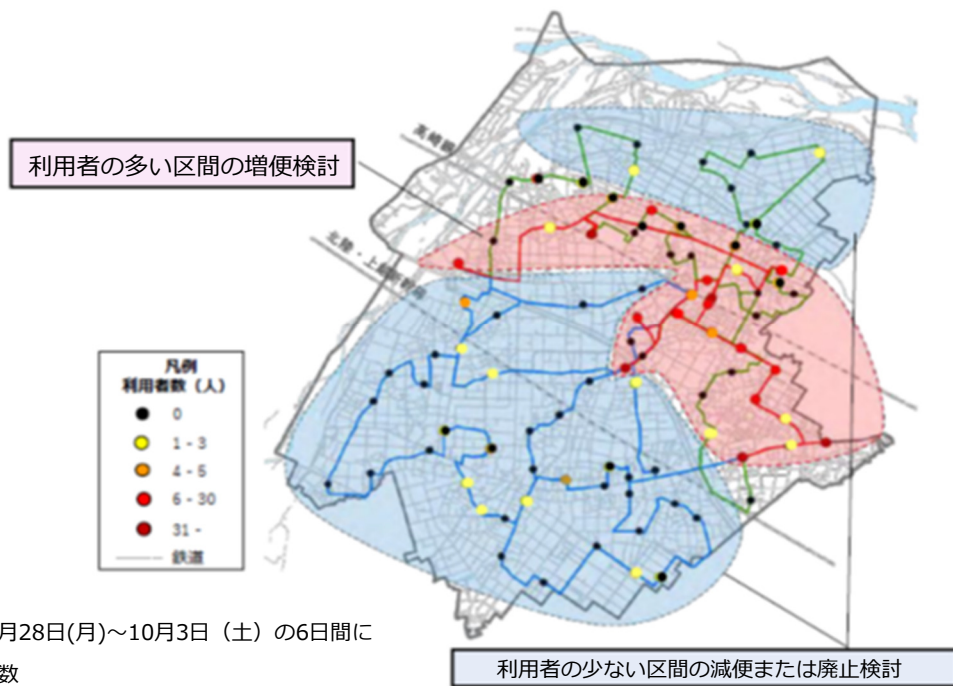 利用者の多い区間の増便検討
高崎線
北陸・上越新幹線
凡例
利用者数（人）
0
1 - 3
4 - 5
6 - 30
31 -
鉄道
月28日(月)～10月3日（土）の6日間に
数
利用者の少ない区間の減便または廃止検討